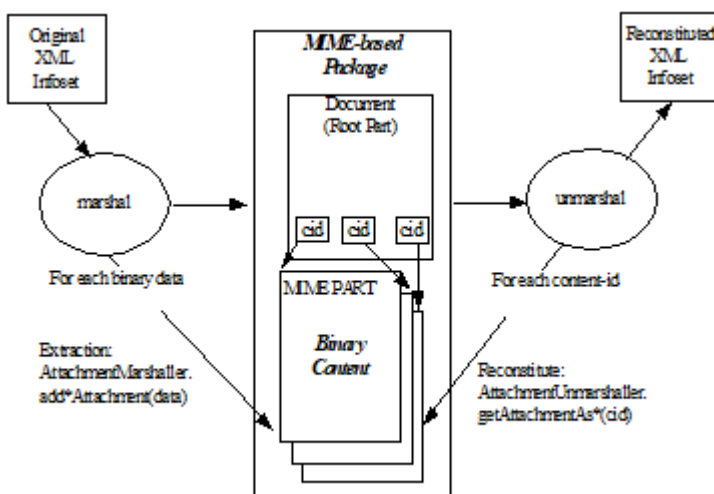 Original
XML
Infoset
MIME-based
Package
Reconstituted
XML
Infoset
Document
(Root Part)
marshal
unmarshal
cid
cid
cid
For each binary data
For each content-id
MIME PART
Binary
Content
Extraction:
AttachmentMarshaller.
add*Attachment(data)
Reconstitute:
AttachmentUnmarshaller.
getAttachmentAs*(cid)